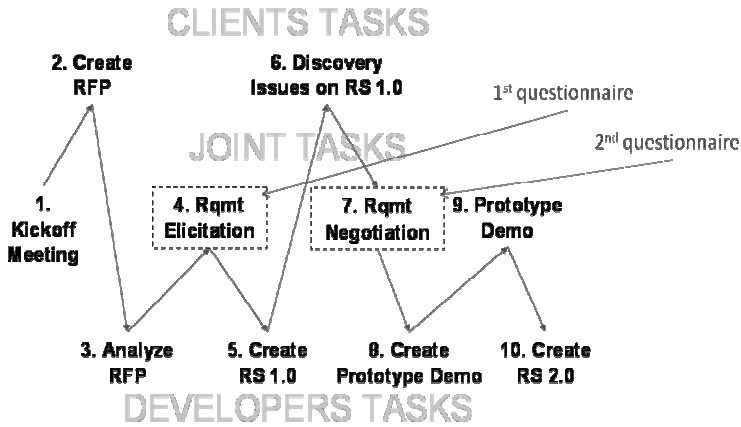 CLIENTS TASKS
2. Create
RFP
6. Discovery
Issues on RS 1.0
1st questionnaire
JOINT TASKS
2nd questionnaire
1.
Kickoff
Meeting
4. Rqmt
Elicitation
7. Rqmt
Negotiation
9. Prototype
Demo
3. Analyze
RFP
5. Create
RS 1.0
8. Create
Prototype Demo
10. Create
RS 2.0
DEVELOPERS TASKS